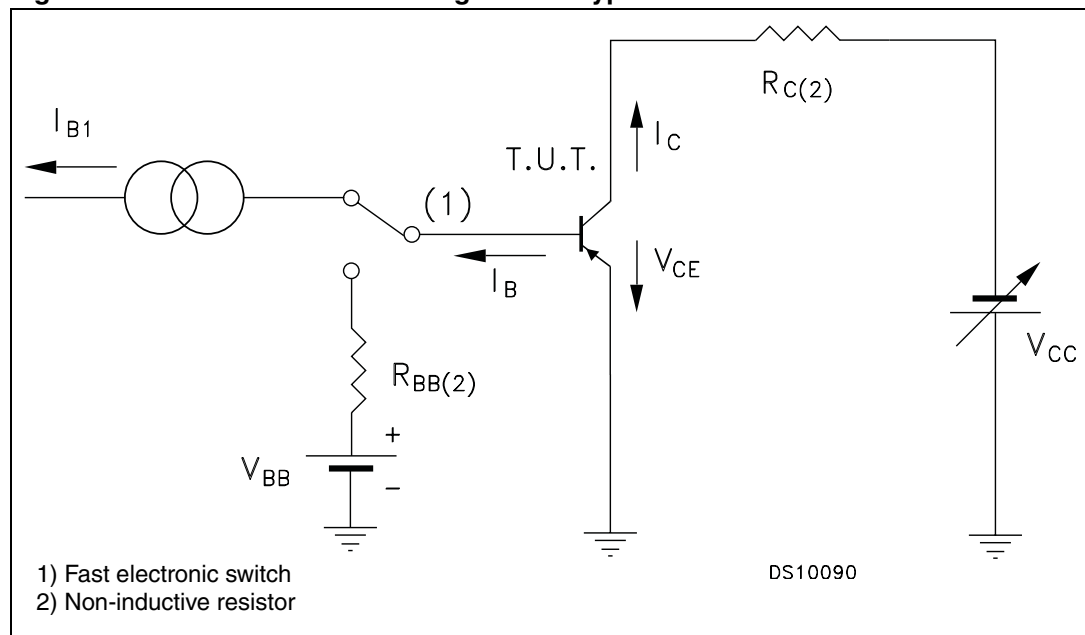 R_C(2)
I_B1
I_C
T.U.T.
(1)
V_CE
I_B
V_CC
R_BB(2)
+
V_BB
−
1) Fast electronic switch
DS10090
2) Non-inductive resistor